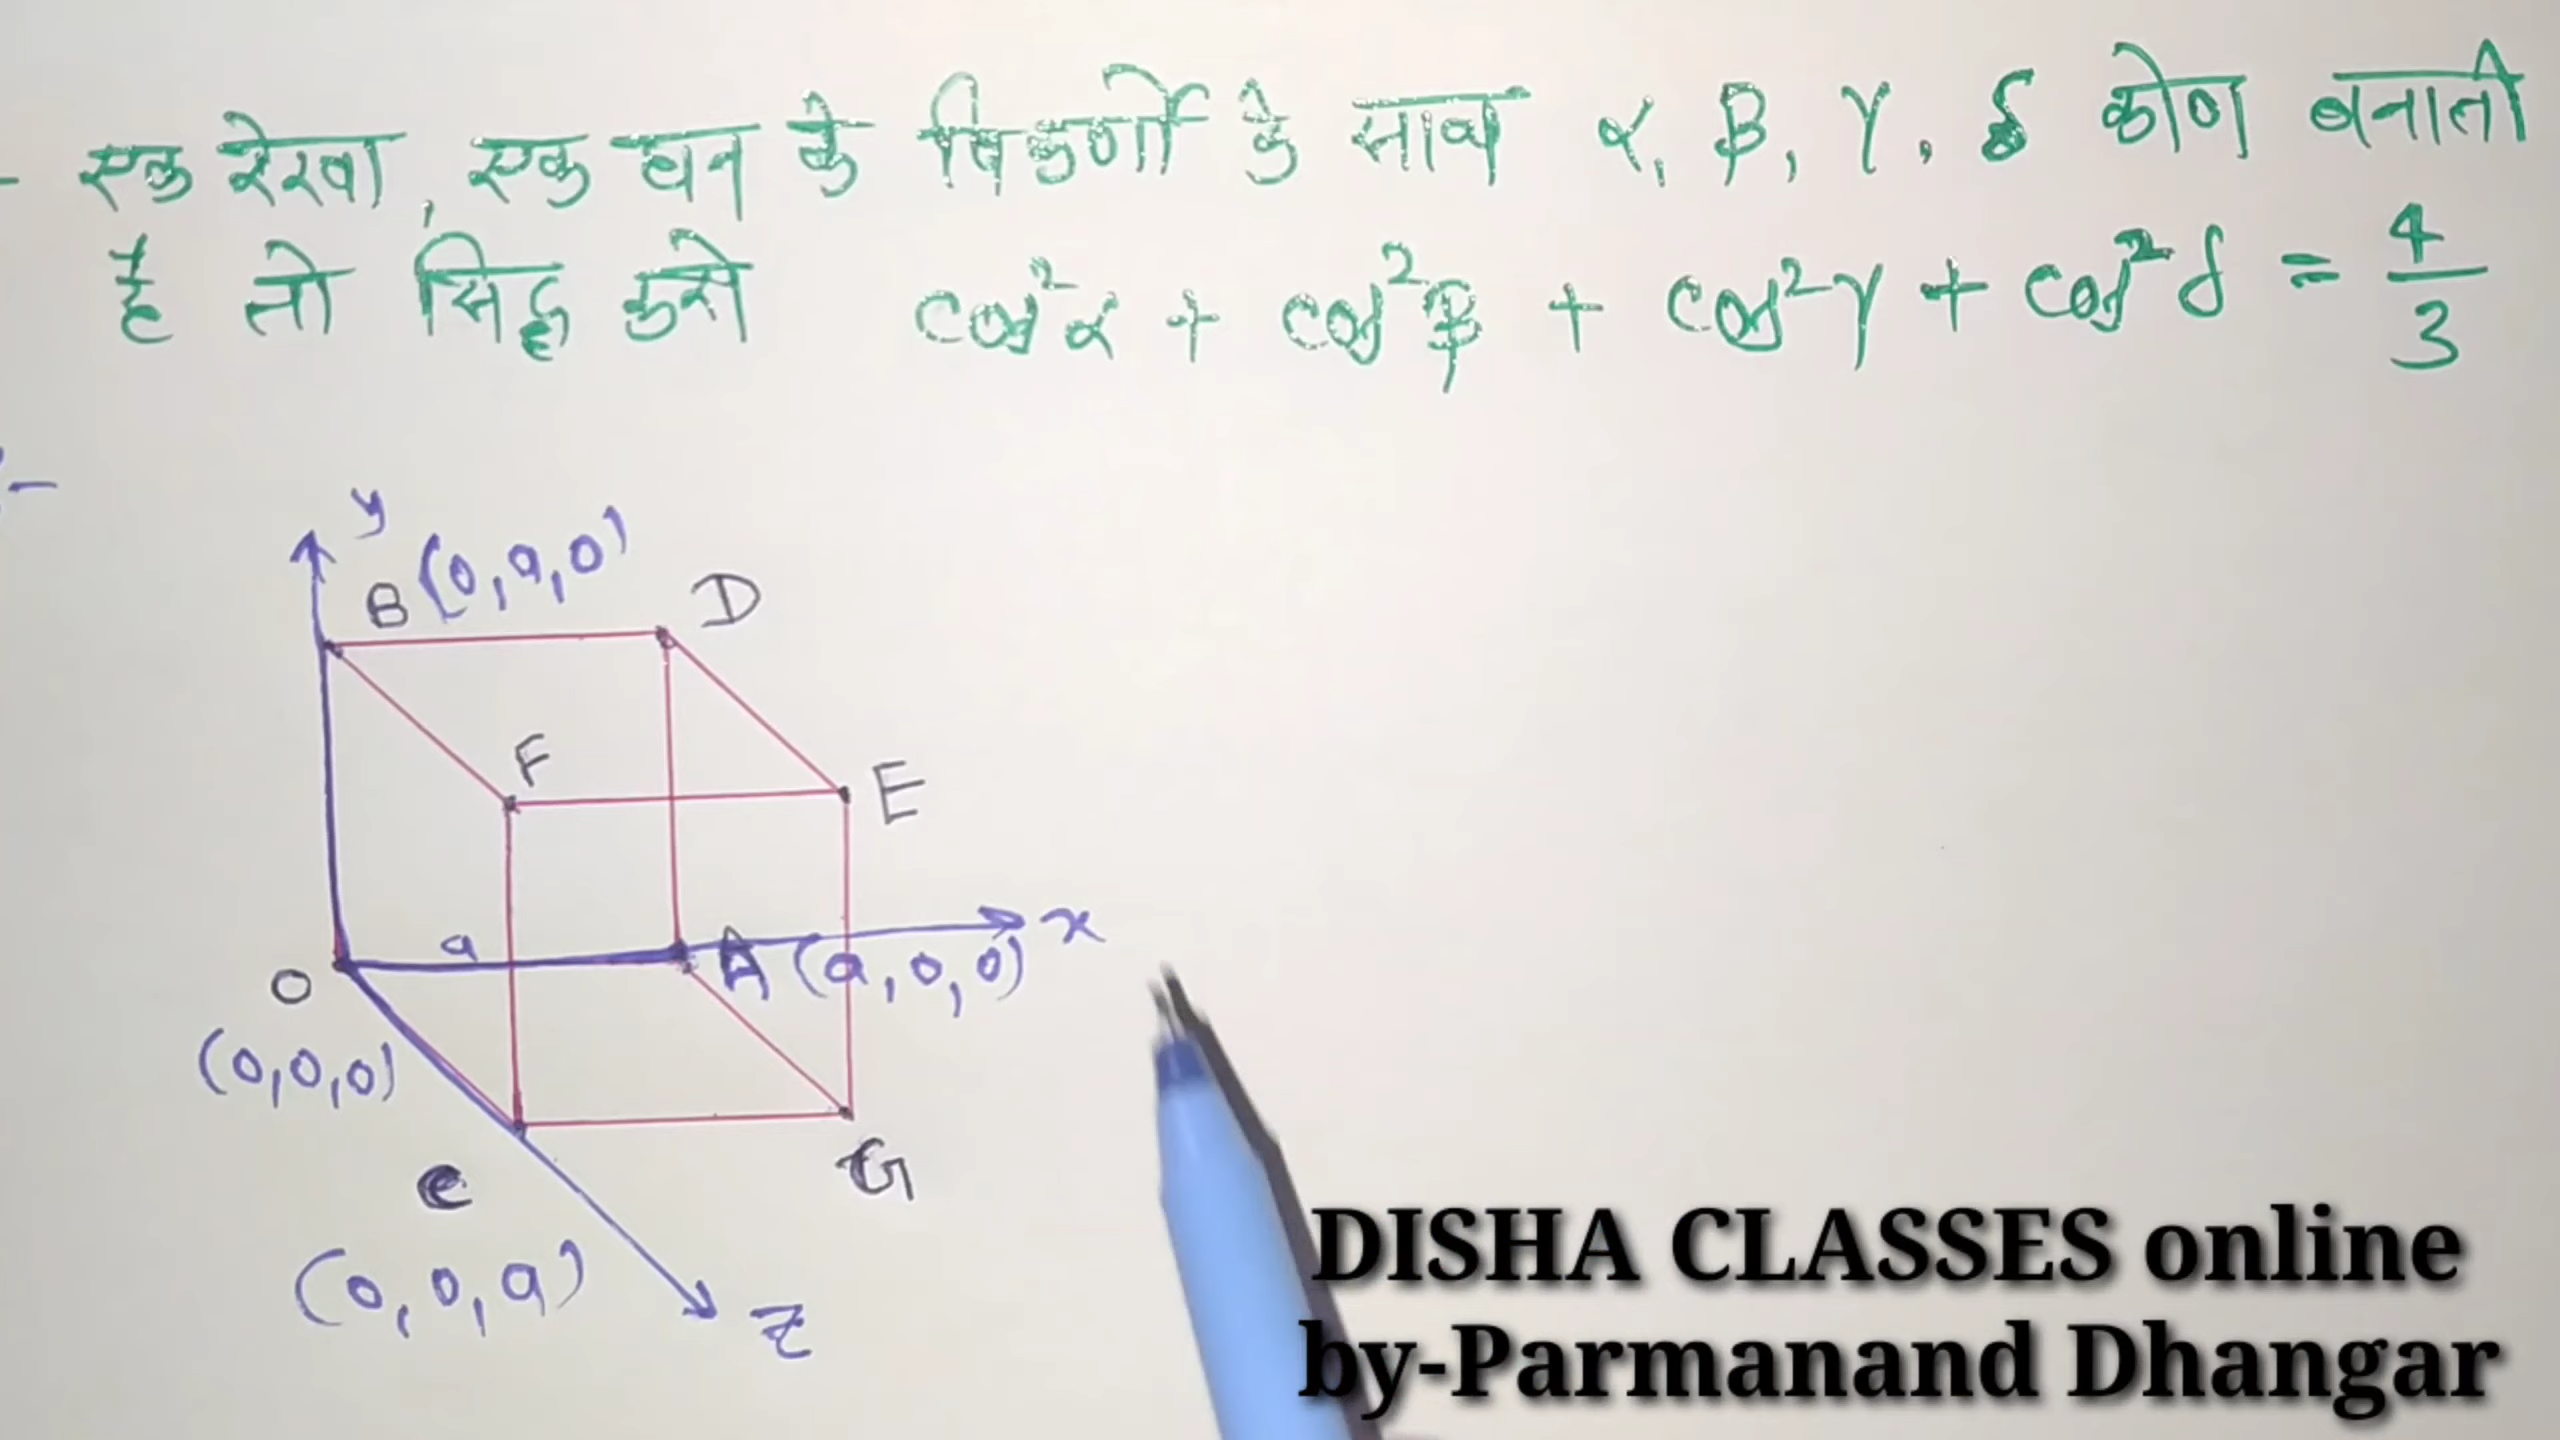 - एक रेखा, एक घन के विकर्णो के साथ α, β, γ, δ कोण बनाती
है तो सिद्ध करो cos²α + cos²β + cos²γ + cos²δ = 4/3
:-
y
B (0, a, 0)
D
F
E
a
x
O
A (a, 0, 0)
(0, 0, 0)
C
G
(0, 0, a)
z
DISHA CLASSES online
by-Parmanand Dhangar